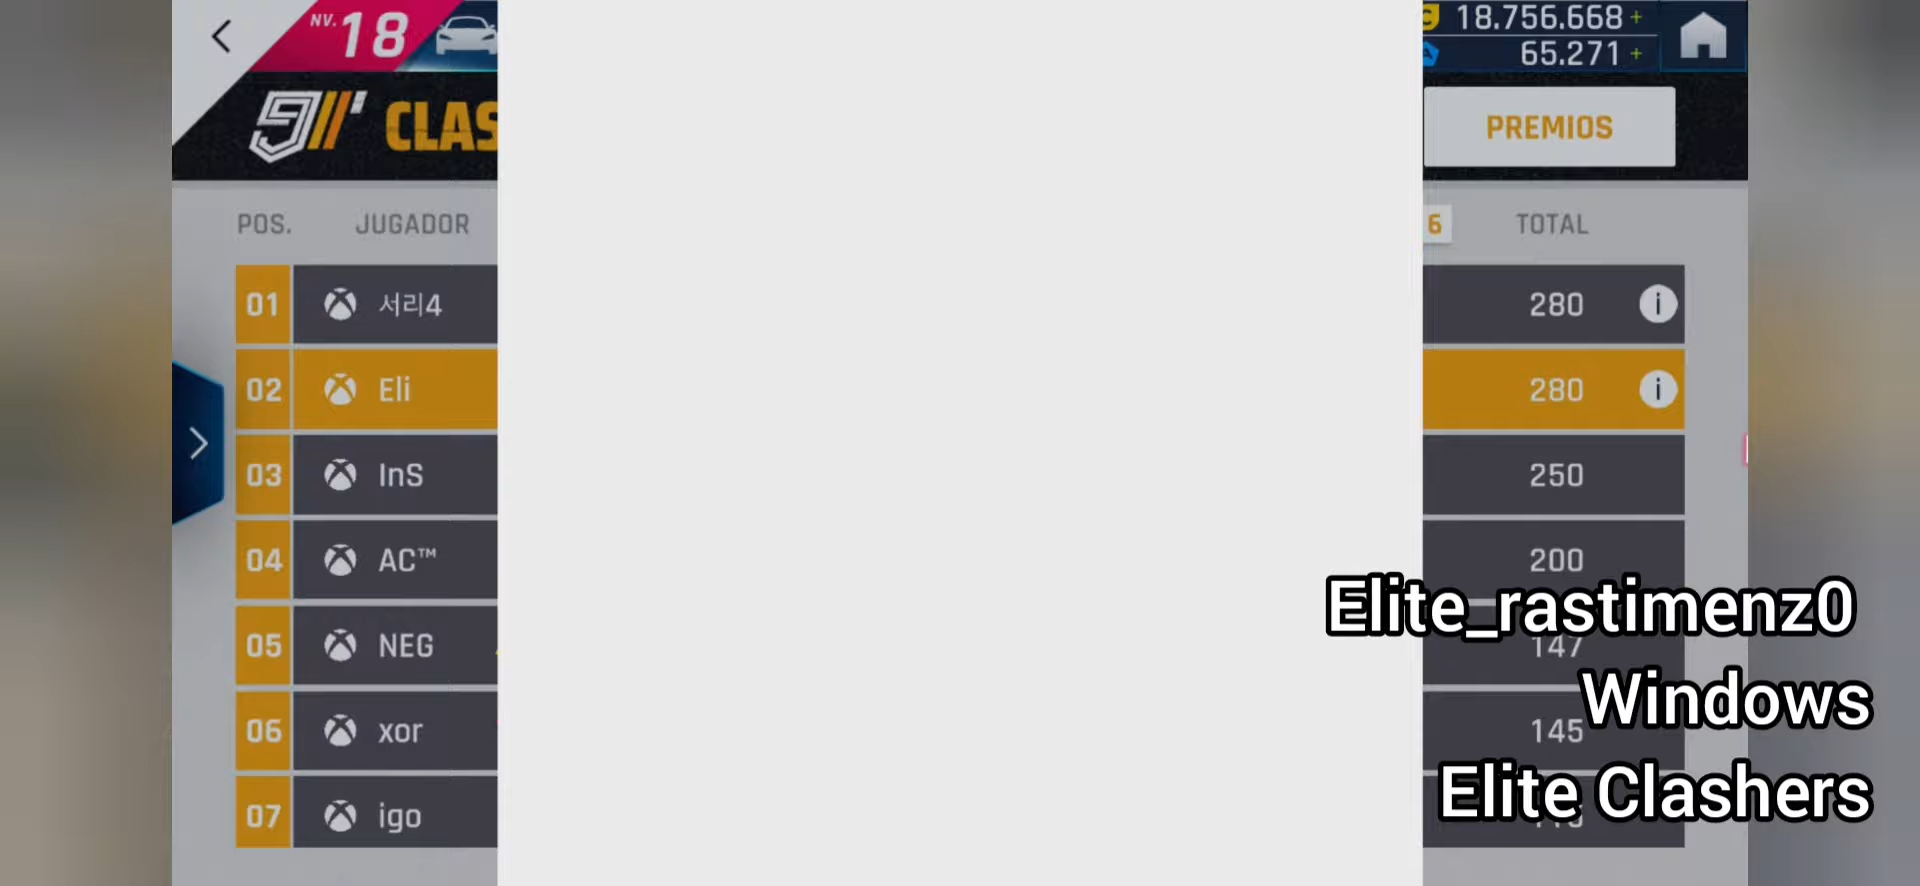 NV. 18
18.756.668 +
65.271 +
CLAS
PREMIOS
POS. JUGADOR 6 TOTAL
01 서리4 280 i
02 Eli 280 i
03 InS 250
04 AC™ 200
Elite_rastimenz0
05 NEG 147
Windows
06 xor 145
Elite Clashers
07 igo